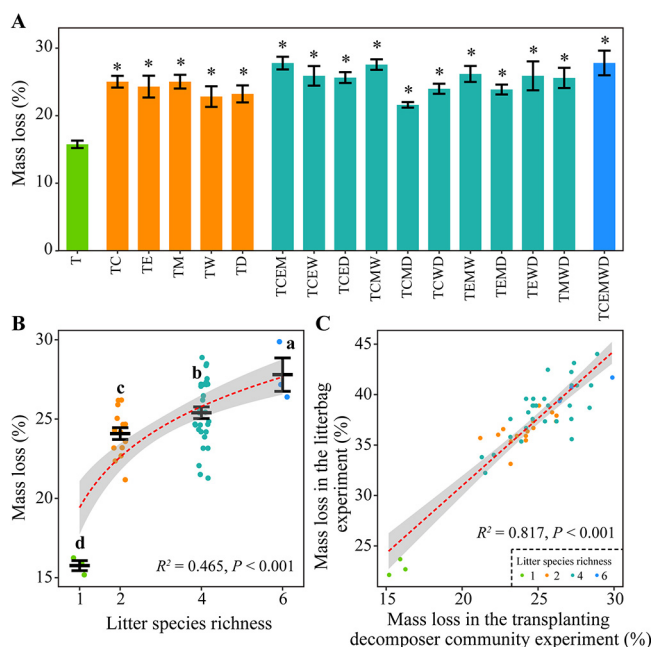 A
Mass loss (%)
30
20
10
0
* * * * * * * * * * * * * * * *
T
TC
TE
TM
TW
TD
TCEM
TCEW
TCED
TCMW
TCMD
TCWD
TEMW
TEMD
TEWD
TMWD
TCEMWD
B
Mass loss (%)
30
25
20
15
d
c
b
a
R² = 0.465, P < 0.001
1 2 4 6
Litter species richness
C
Mass loss in the litterbag
experiment (%)
45
40
35
30
25
R² = 0.817, P < 0.001
Litter species richness
1 2 4 6
15 20 25 30
Mass loss in the transplanting
decomposer community experiment (%)